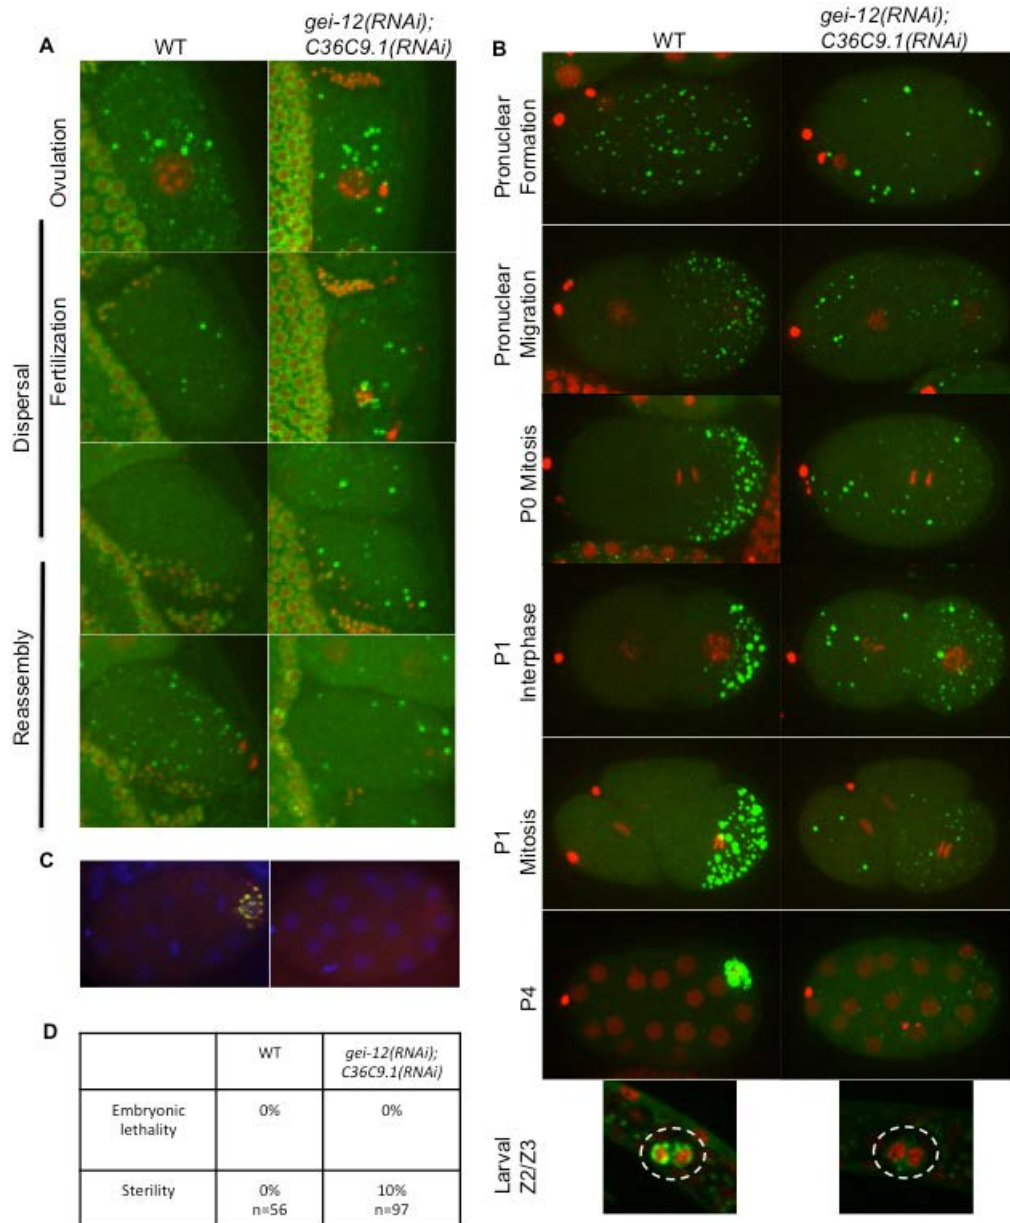 A
WT
gei-12(RNAi);
C36C9.1(RNAi)
Ovulation
Dispersal
Fertilization
Reassembly
B
WT
gei-12(RNAi);
C36C9.1(RNAi)
Pronuclear
Formation
Pronuclear
Migration
P0 Mitosis
P1
Interphase
P1
Mitosis
P4
Larval
Z2/Z3
C
D
WT
gei-12(RNAi);
C36C9.1(RNAi)
Embryonic
lethality
0%
0%
Sterility
0%
n=56
10%
n=97